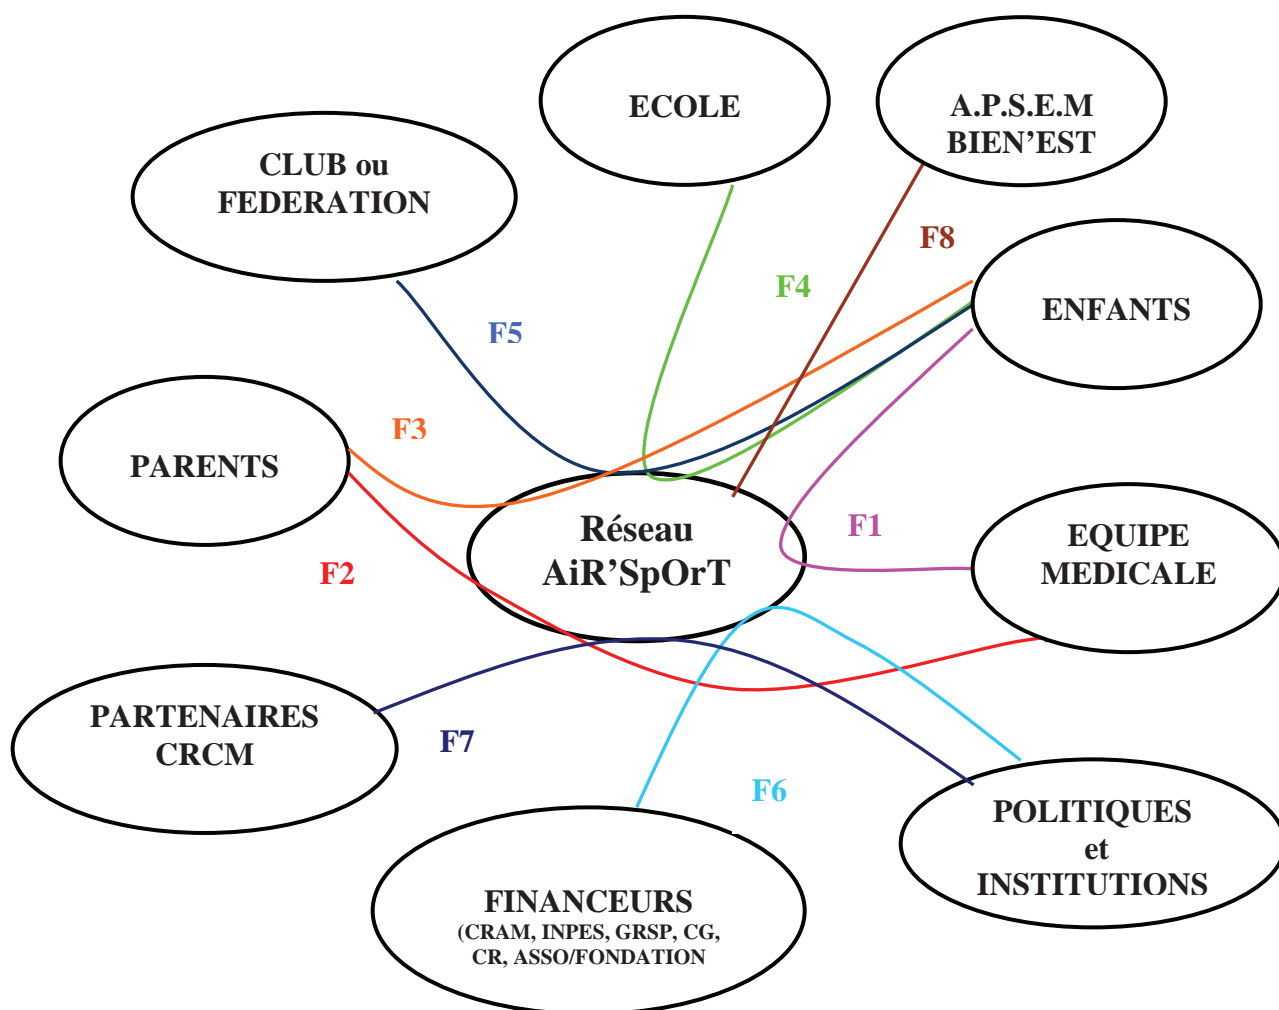 ECOLE
A.P.S.E.M
BIEN’EST
CLUB ou
FEDERATION
F8
F4
ENFANTS
F5
F3
PARENTS
Réseau
AiR’SpOrT
F1
EQUIPE
MEDICALE
F2
PARTENAIRES
CRCM
F7
F6
POLITIQUES
et
INSTITUTIONS
FINANCEURS
(CRAM, INPES, GRSP, CG,
CR, ASSO/FONDATION